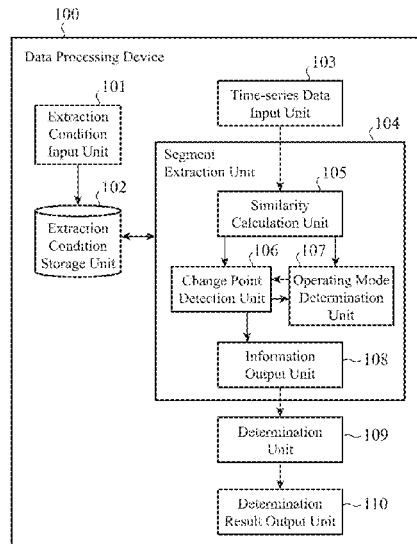 100
Data Processing Device
101
103
Extraction
Condition
Input Unit
Time-series Data
Input Unit
104
Segment
Extraction Unit
102
105
Extraction
Condition
Storage Unit
Similarity
Calculation Unit
106
107
Change Point
Detection Unit
Operating Mode
Determination
Unit
Information
Output Unit
108
Determination
Unit
109
Determination
Result Output Unit
110